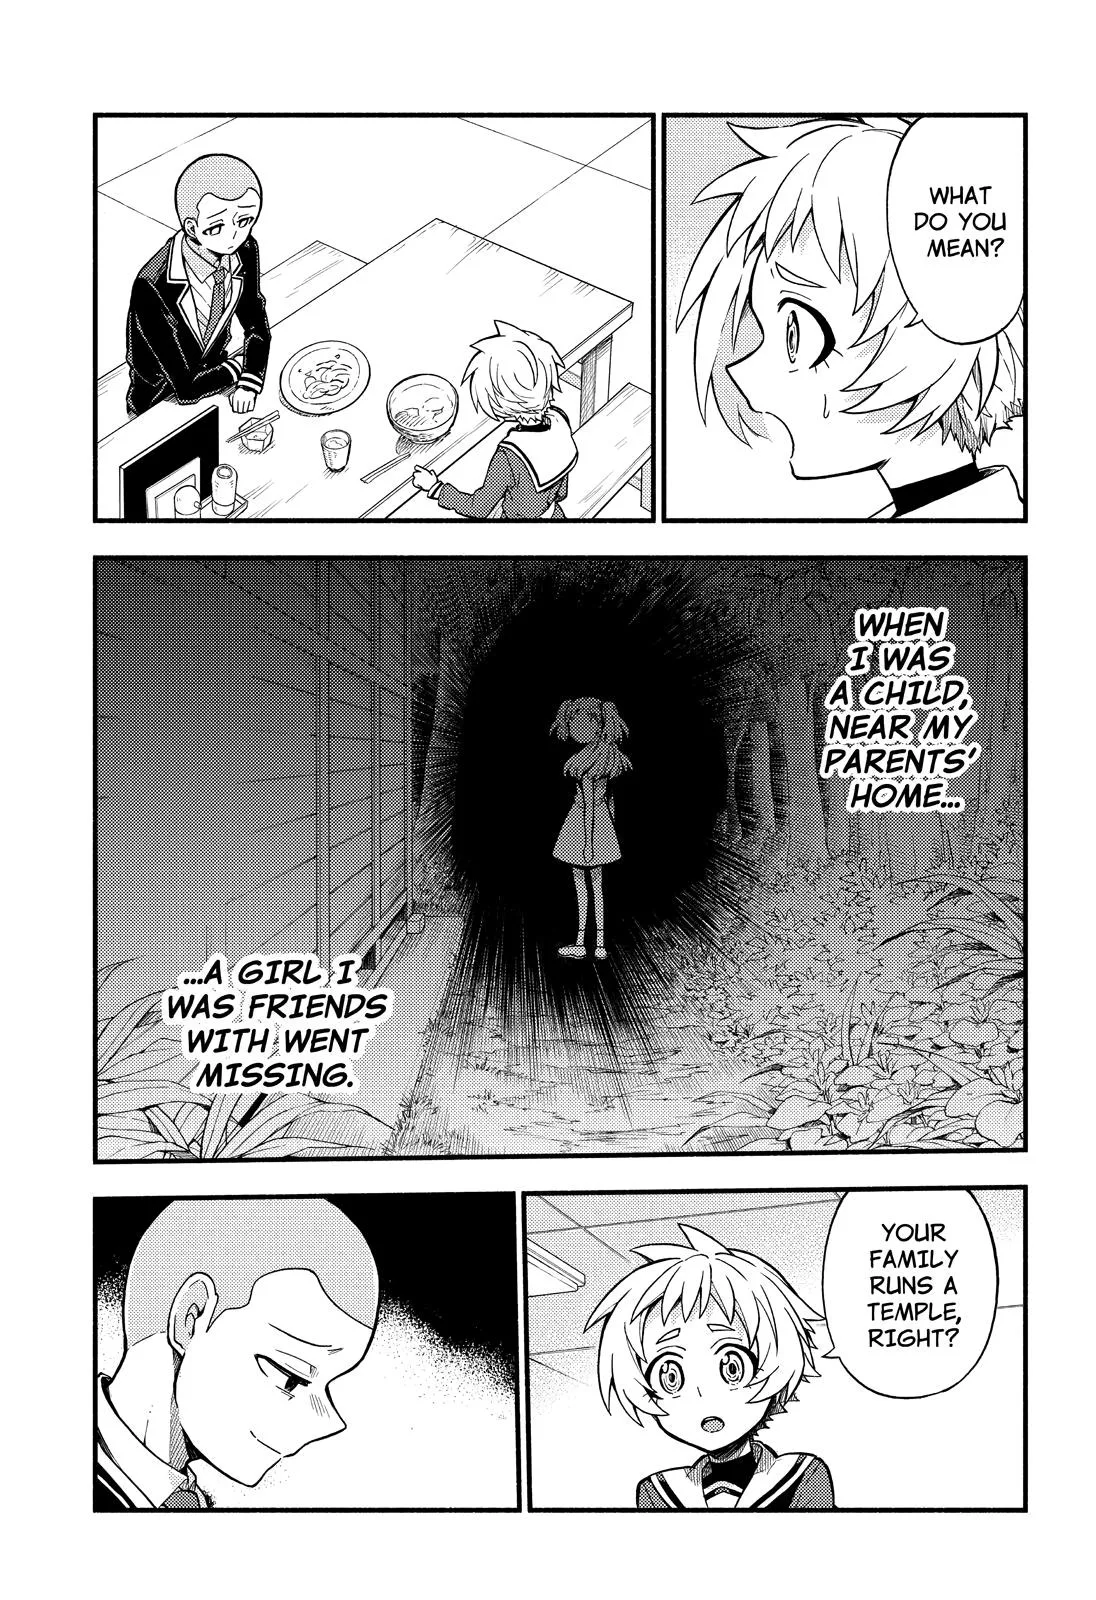 WHAT
DO YOU
MEAN?
WHEN
I WAS
A CHILD,
NEAR MY
PARENTS'
HOME...
...A GIRL I
WAS FRIENDS
WITH WENT
MISSING.
YOUR
FAMILY
RUNS A
TEMPLE,
RIGHT?